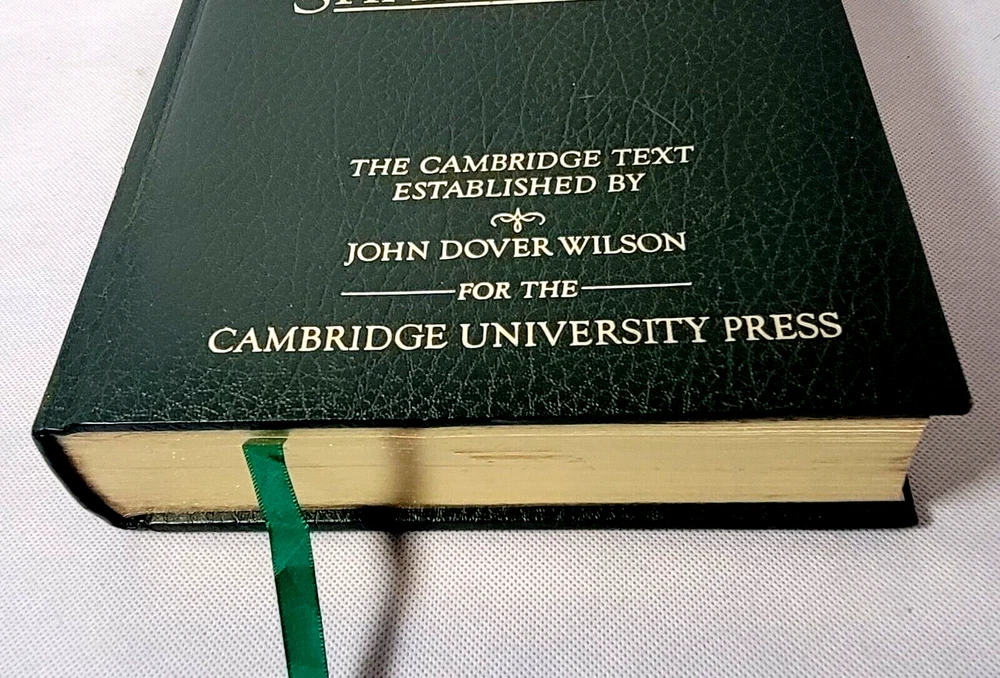 THE CAMBRIDGE TEXT
ESTABLISHED BY
JOHN DOVER WILSON
FOR THE
CAMBRIDGE UNIVERSITY PRESS